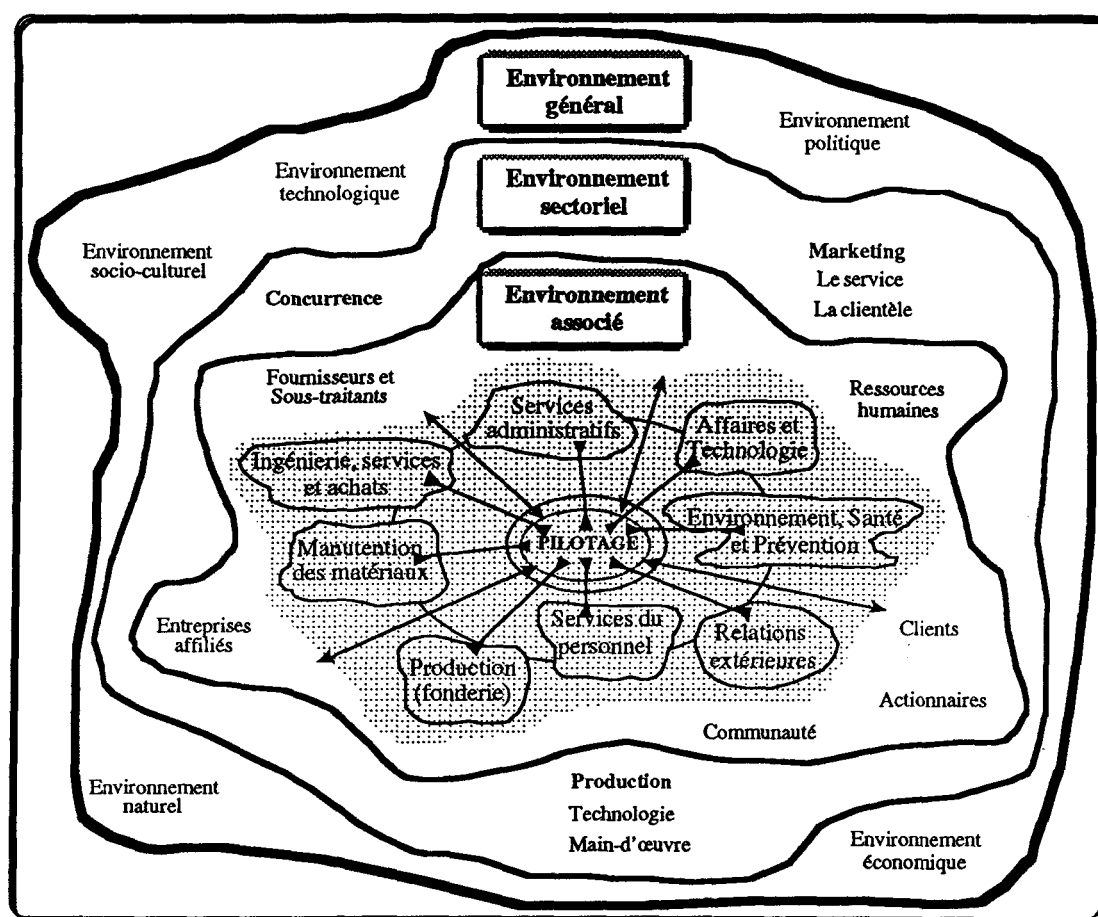 Environnement
général
Environnement
politique
Environnement
technologique
Environnement
sectoriel
Environnement
socio-culturel
Marketing
Le service
La clientèle
Concurrence
Environnement
associé
Fournisseurs et
Sous-traitants
Ressources
humaines
Services
administratifs
Affaires et
Technologie
Ingénierie, services
et achats
Environnement, Santé
et Prévention
PILOTAGE
Manutention
des matériaux
Services du
personnel
Relations
extérieures
Entreprises
affiliés
Clients
Production
(fonderie)
Actionnaires
Communauté
Production
Technologie
Main-d'œuvre
Environnement
naturel
Environnement
économique